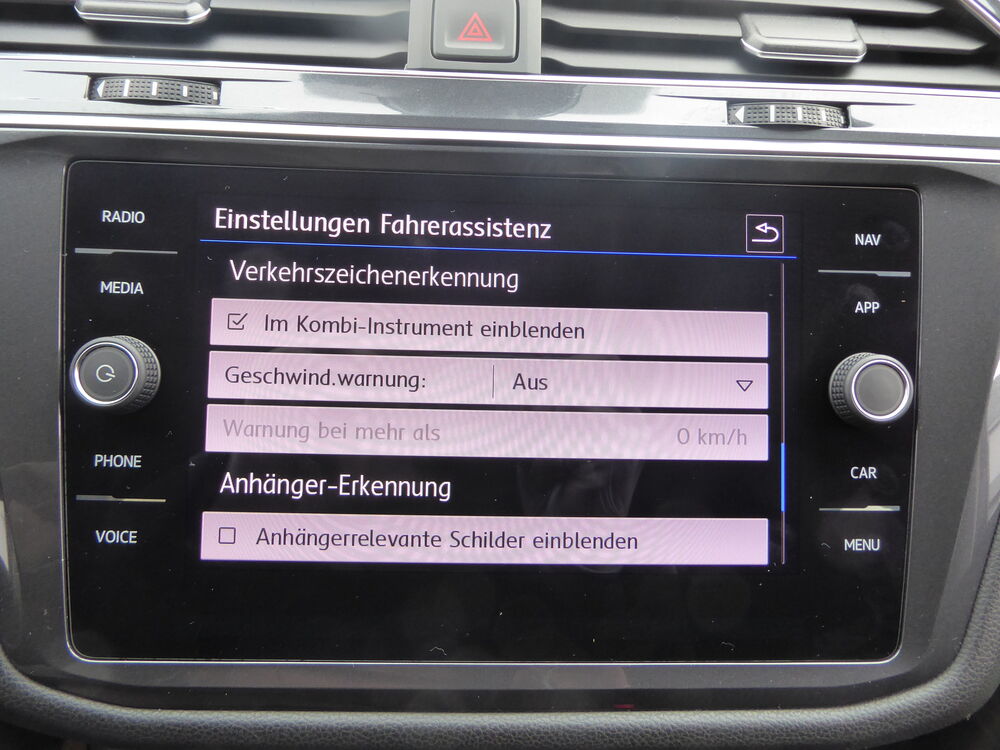 RADIO
MEDIA
PHONE
VOICE
Einstellungen Fahrerassistenz
Verkehrszeichenerkennung
Im Kombi-Instrument einblenden
Geschwind.warnung: Aus
Warnung bei mehr als 0 km/h
Anhänger-Erkennung
Anhängerrelevante Schilder einblenden
NAV
APP
CAR
MENU